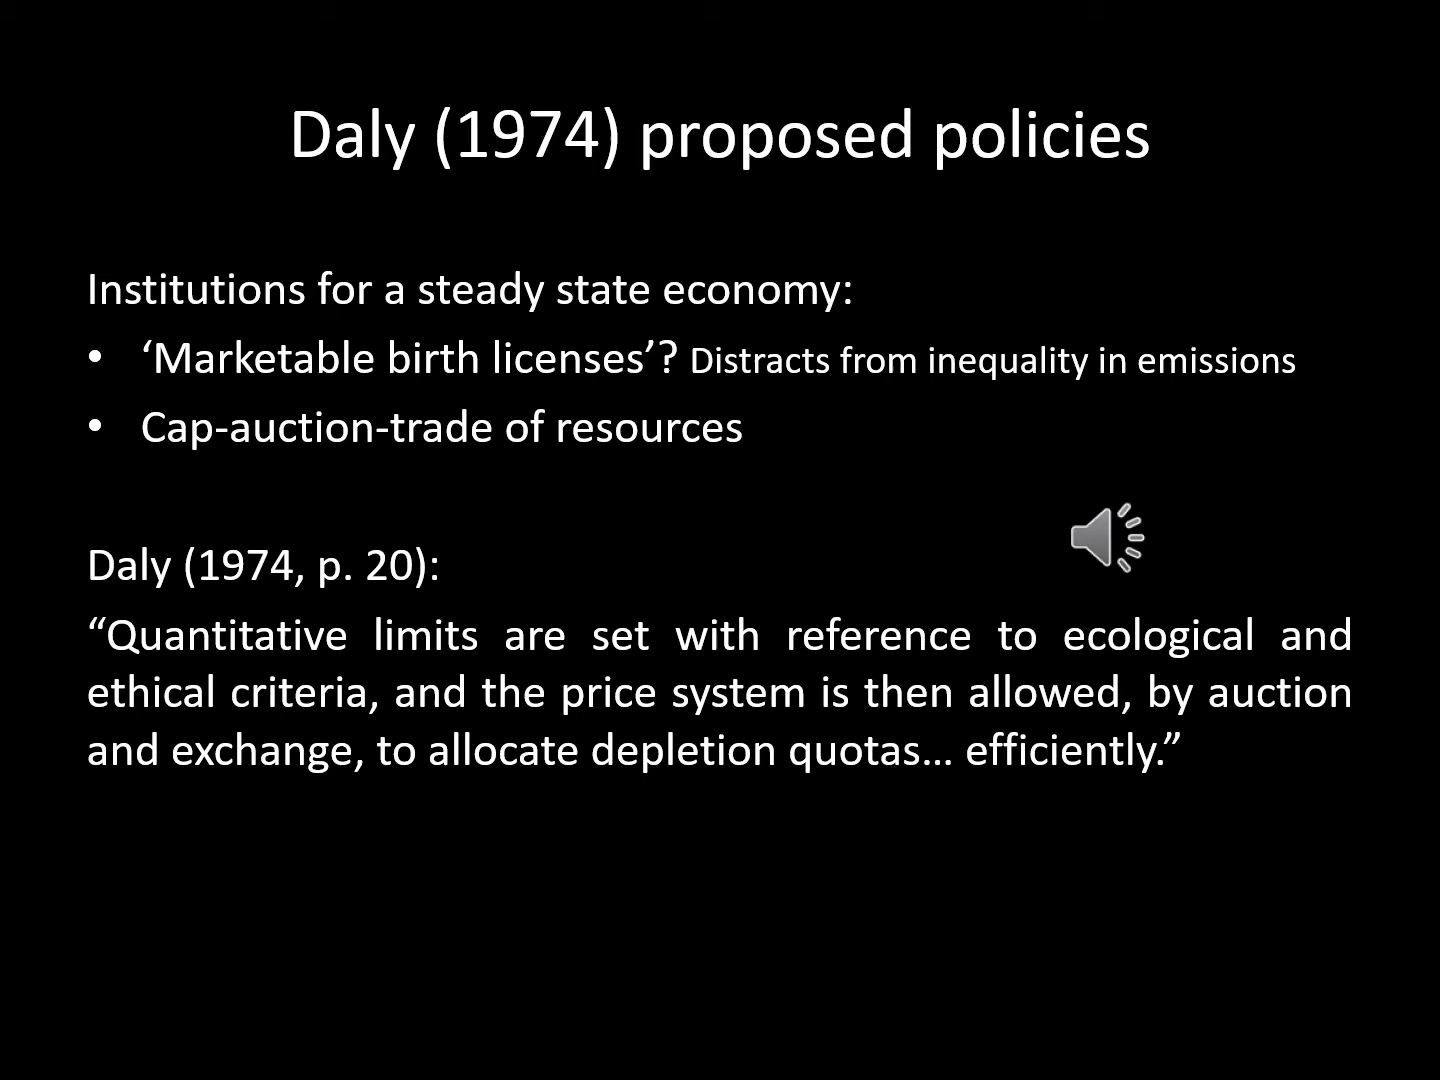 Daly (1974) proposed policies
Institutions for a steady state economy:
• ‘Marketable birth licenses’? Distracts from inequality in emissions
• Cap-auction-trade of resources
Daly (1974, p. 20):
“Quantitative limits are set with reference to ecological and
ethical criteria, and the price system is then allowed, by auction
and exchange, to allocate depletion quotas... efficiently.”